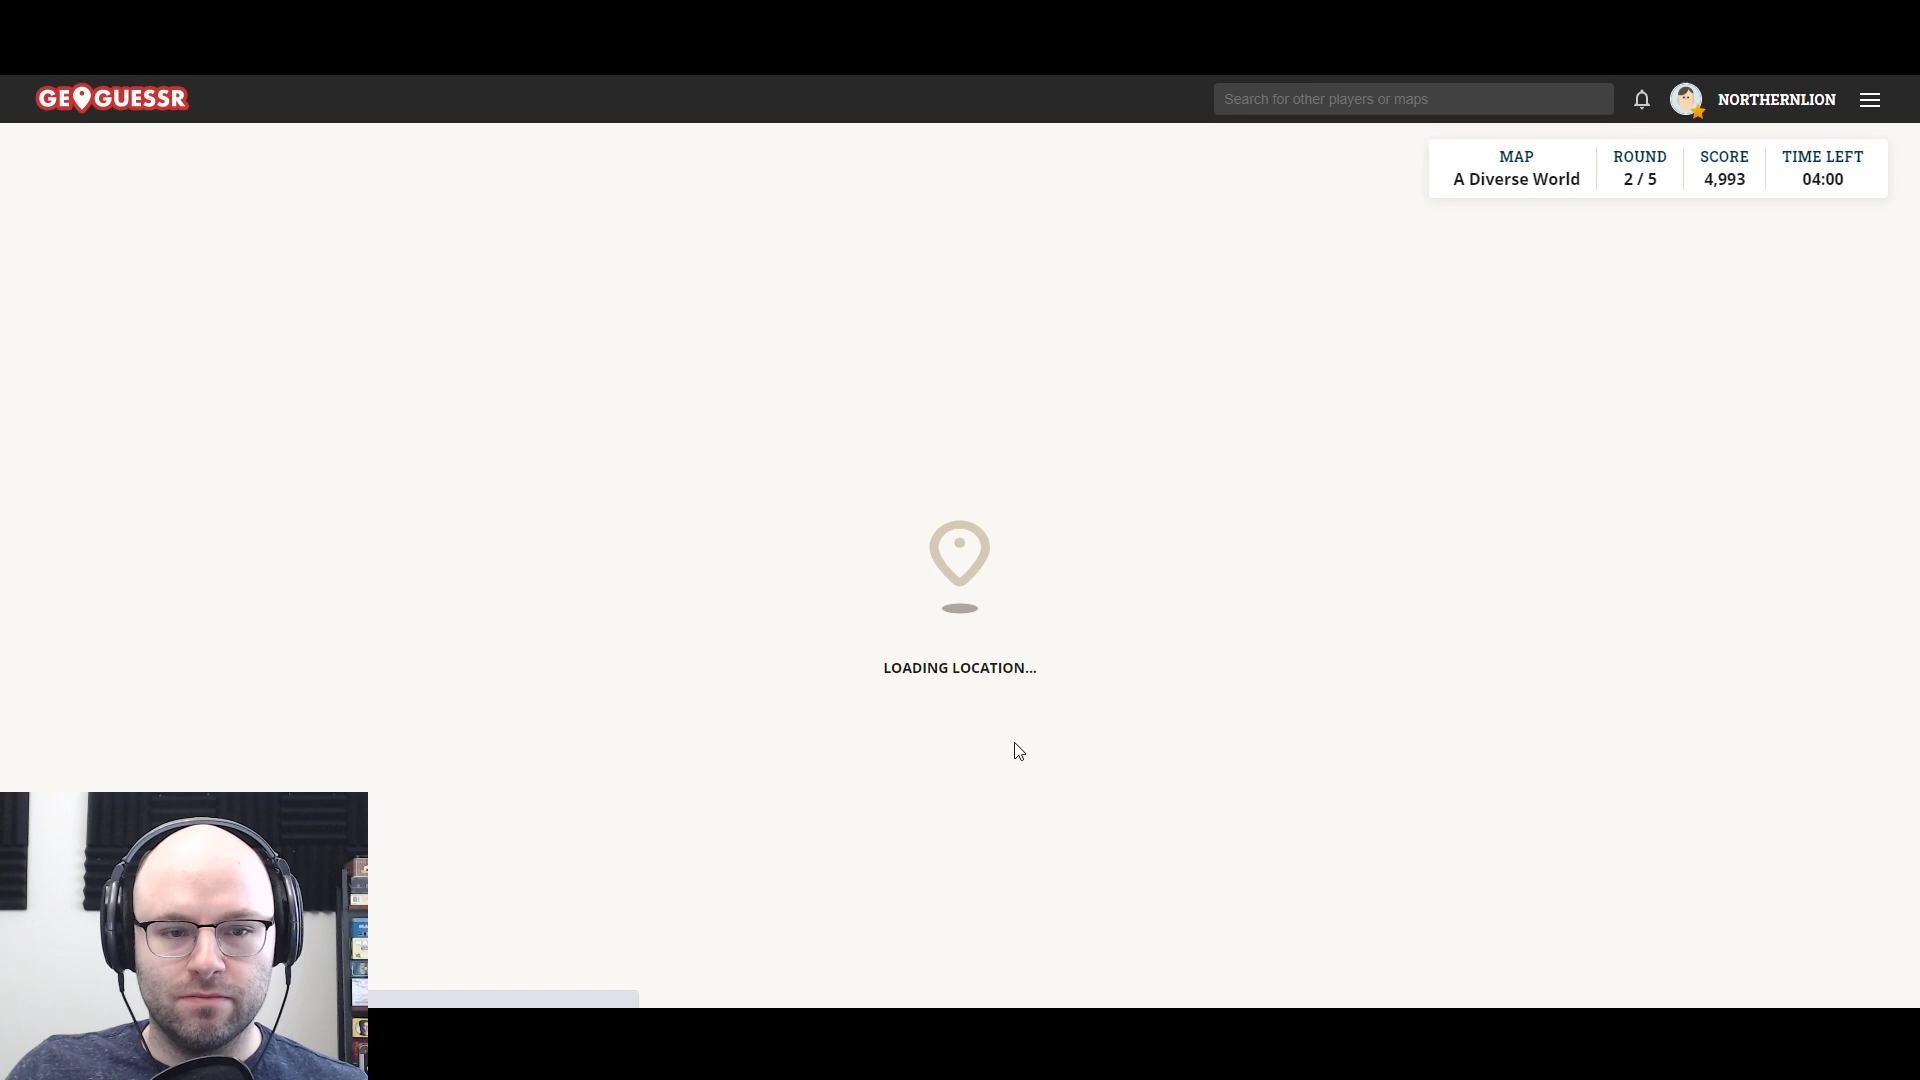 GEOGUESSR
Search for other players or maps
NORTHERNLION
MAP
A Diverse World
ROUND
2 / 5
SCORE
4,993
TIME LEFT
04:00
LOADING LOCATION...